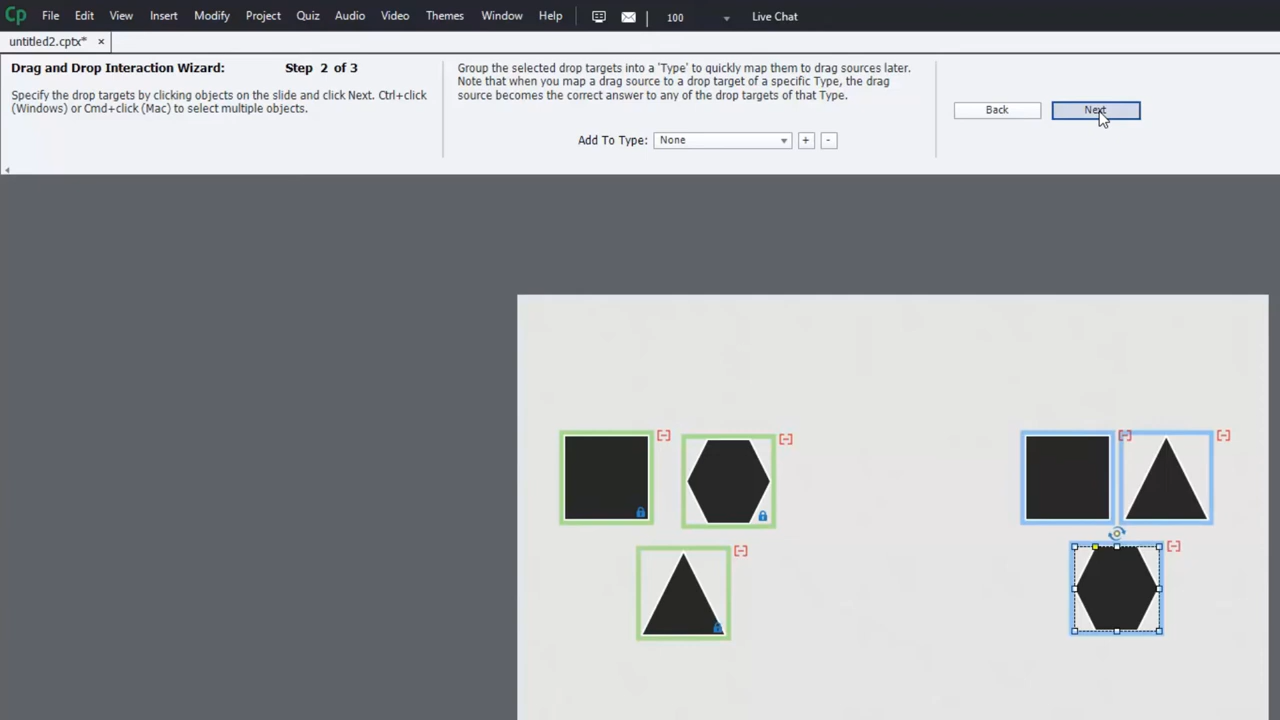 Cp File Edit View Insert Modify Project Quiz Audio Video Themes Window Help 100 Live Chat
untitled2.cptx* ×
Drag and Drop Interaction Wizard: Step 2 of 3
Specify the drop targets by clicking objects on the slide and click Next. Ctrl+click
(Windows) or Cmd+click (Mac) to select multiple objects.
Group the selected drop targets into a 'Type' to quickly map them to drag sources later.
Note that when you map a drag source to a drop target of a specific Type, the drag
source becomes the correct answer to any of the drop targets of that Type.
Add To Type: None + -
Back Next